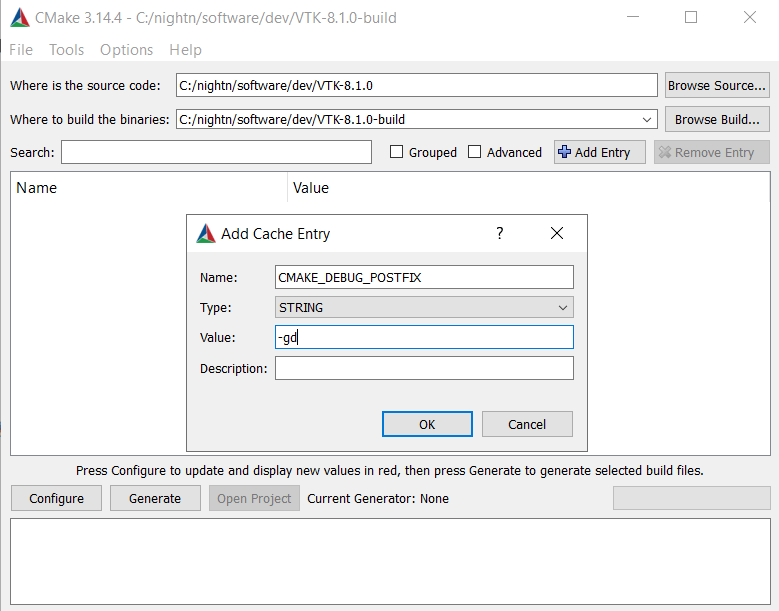 CMake 3.14.4 - C:/nightn/software/dev/VTK-8.1.0-build
File Tools Options Help
Where is the source code: C:/nightn/software/dev/VTK-8.1.0 Browse Source...
Where to build the binaries: C:/nightn/software/dev/VTK-8.1.0-build Browse Build...
Search: Grouped Advanced Add Entry Remove Entry
Name Value
Add Cache Entry ?
Name: CMAKE_DEBUG_POSTFIX
Type: STRING
Value: -gd
Description:
OK Cancel
Press Configure to update and display new values in red, then press Generate to generate selected build files.
Configure Generate Open Project Current Generator: None